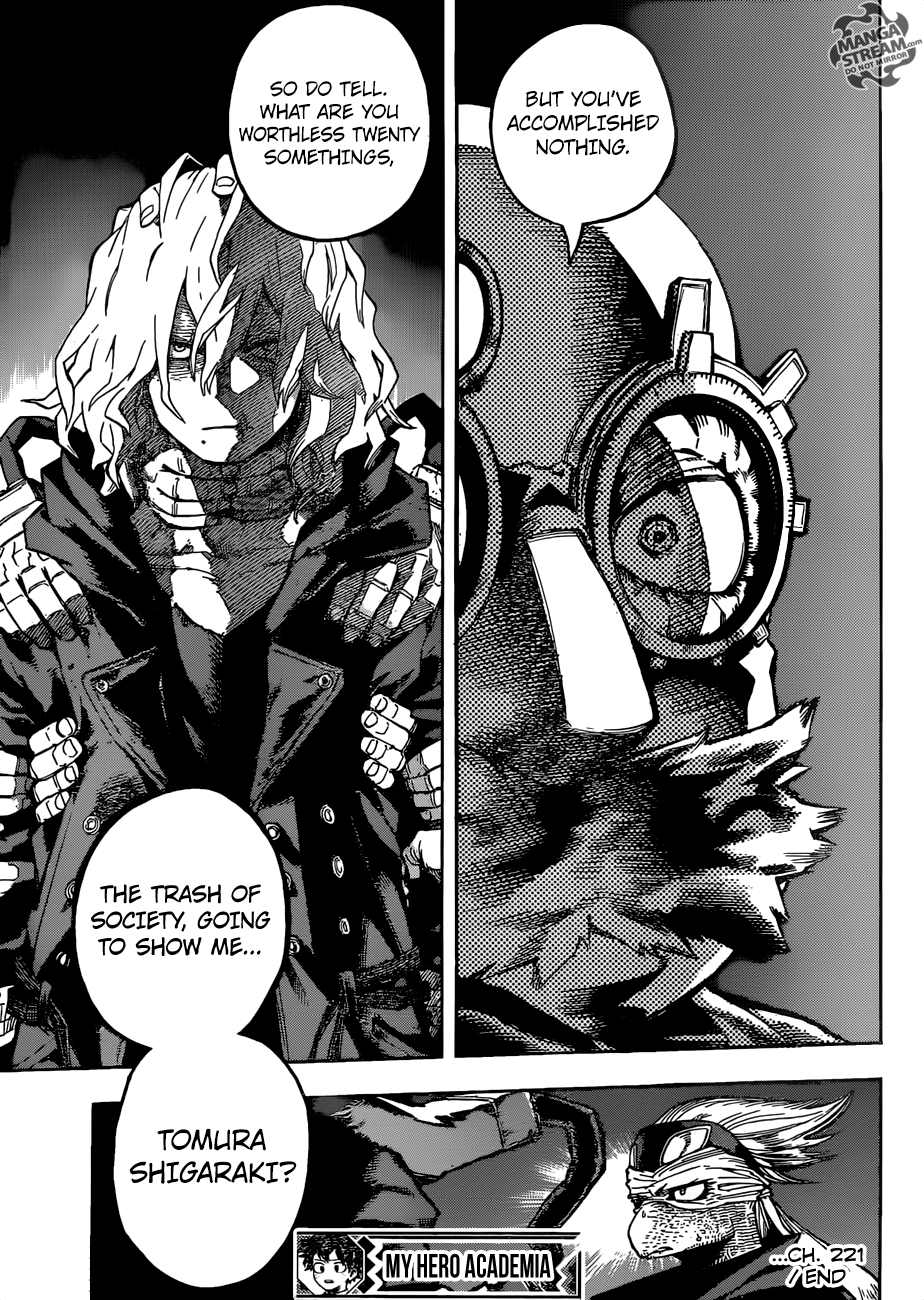 MANGA
STREAM.com
DO NOT MIRROR
BUT YOU'VE
ACCOMPLISHED
NOTHING.
SO DO TELL.
WHAT ARE YOU
WORTHLESS TWENTY
SOMETHINGS,
THE TRASH OF
SOCIETY, GOING
TO SHOW ME...
TOMURA
SHIGARAKI?
MY HERO ACADEMIA
...CH. 221
/ END